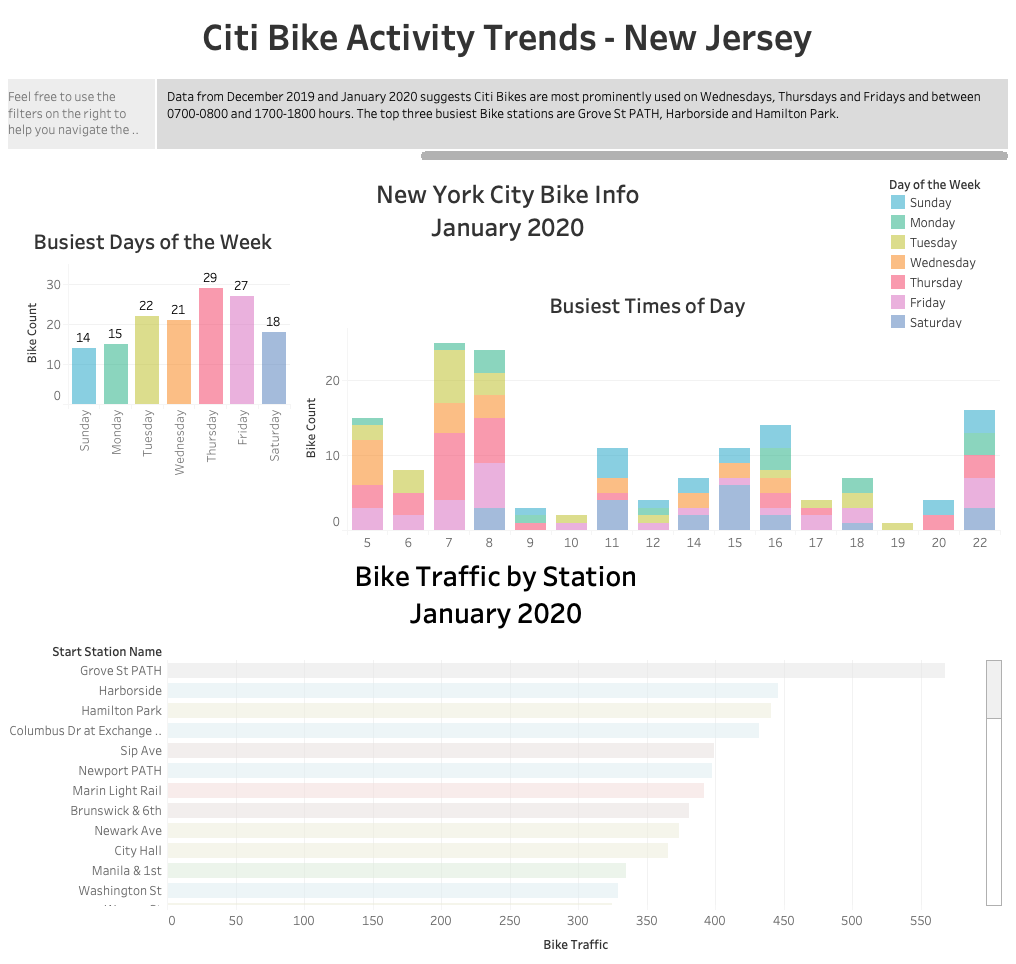 Citi Bike Activity Trends - New Jersey
Feel free to use the
filters on the right to
help you navigate the ..
Data from December 2019 and January 2020 suggests Citi Bikes are most prominently used on Wednesdays, Thursdays and Fridays and between
0700-0800 and 1700-1800 hours. The top three busiest Bike stations are Grove St PATH, Harborside and Hamilton Park.
New York City Bike Info
January 2020
Day of the Week
Sunday
Monday
Tuesday
Wednesday
Thursday
Friday
Saturday
Busiest Days of the Week
Bike Count
30
20
10
0
14
15
22
21
29
27
18
Sunday
Monday
Tuesday
Wednesday
Thursday
Friday
Saturday
Busiest Times of Day
Bike Count
20
10
0
5 6 7 8 9 10 11 12 14 15 16 17 18 19 20 22
Bike Traffic by Station
January 2020
Start Station Name
Grove St PATH
Harborside
Hamilton Park
Columbus Dr at Exchange ..
Sip Ave
Newport PATH
Marin Light Rail
Brunswick & 6th
Newark Ave
City Hall
Manila & 1st
Washington St
0 50 100 150 200 250 300 350 400 450 500 550
Bike Traffic